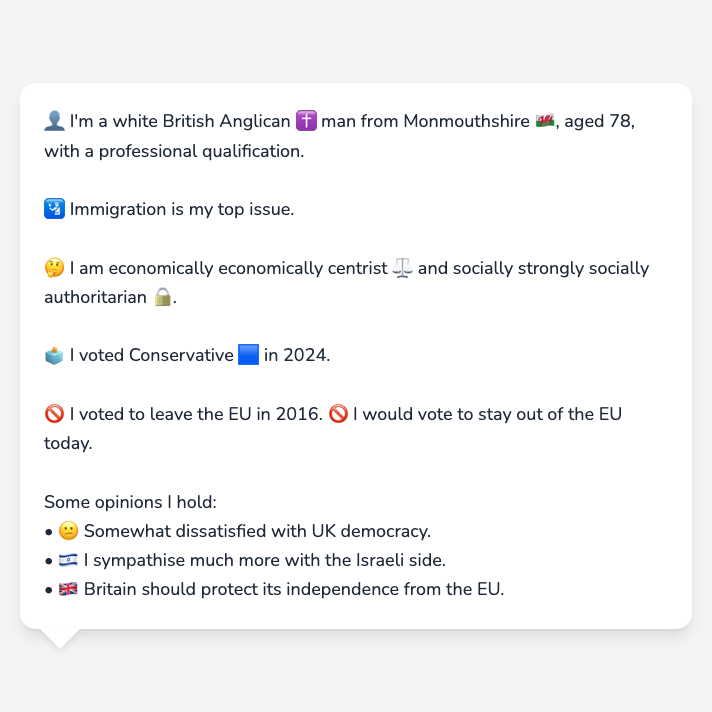 👤 I'm a white British Anglican ✝️ man from Monmouthshire 🏴󠁧󠁢󠁷󠁬󠁳󠁿, aged 78,
with a professional qualification.
🛂 Immigration is my top issue.
🤔 I am economically economically centrist ⚖️ and socially strongly socially
authoritarian 🔒.
🗳️ I voted Conservative 🟦 in 2024.
🚫 I voted to leave the EU in 2016. 🚫 I would vote to stay out of the EU
today.
Some opinions I hold:
• 🙁 Somewhat dissatisfied with UK democracy.
• 🇮🇱 I sympathise much more with the Israeli side.
• 🇬🇧 Britain should protect its independence from the EU.